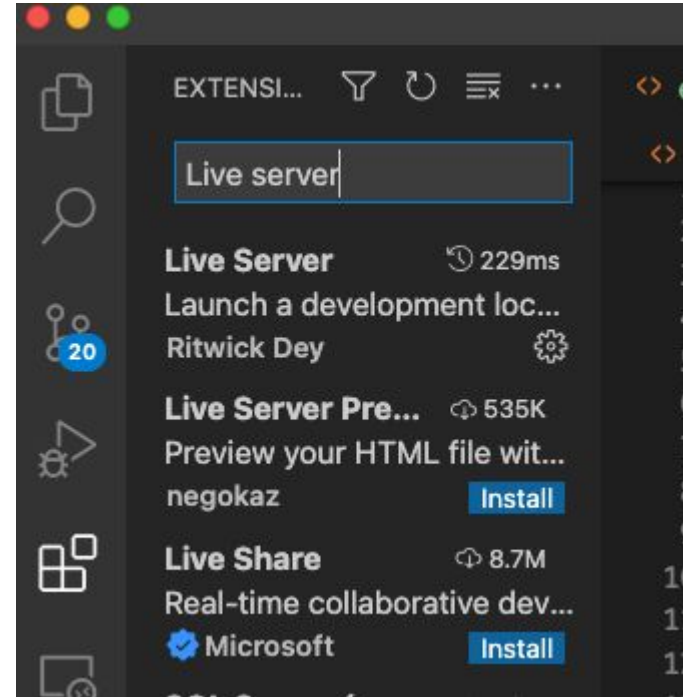 EXTENSI...
Live server
Live Server 229ms
Launch a development loc...
Ritwick Dey
20
Live Server Pre... 535K
Preview your HTML file wit...
negokaz Install
Live Share 8.7M
Real-time collaborative dev...
Microsoft Install